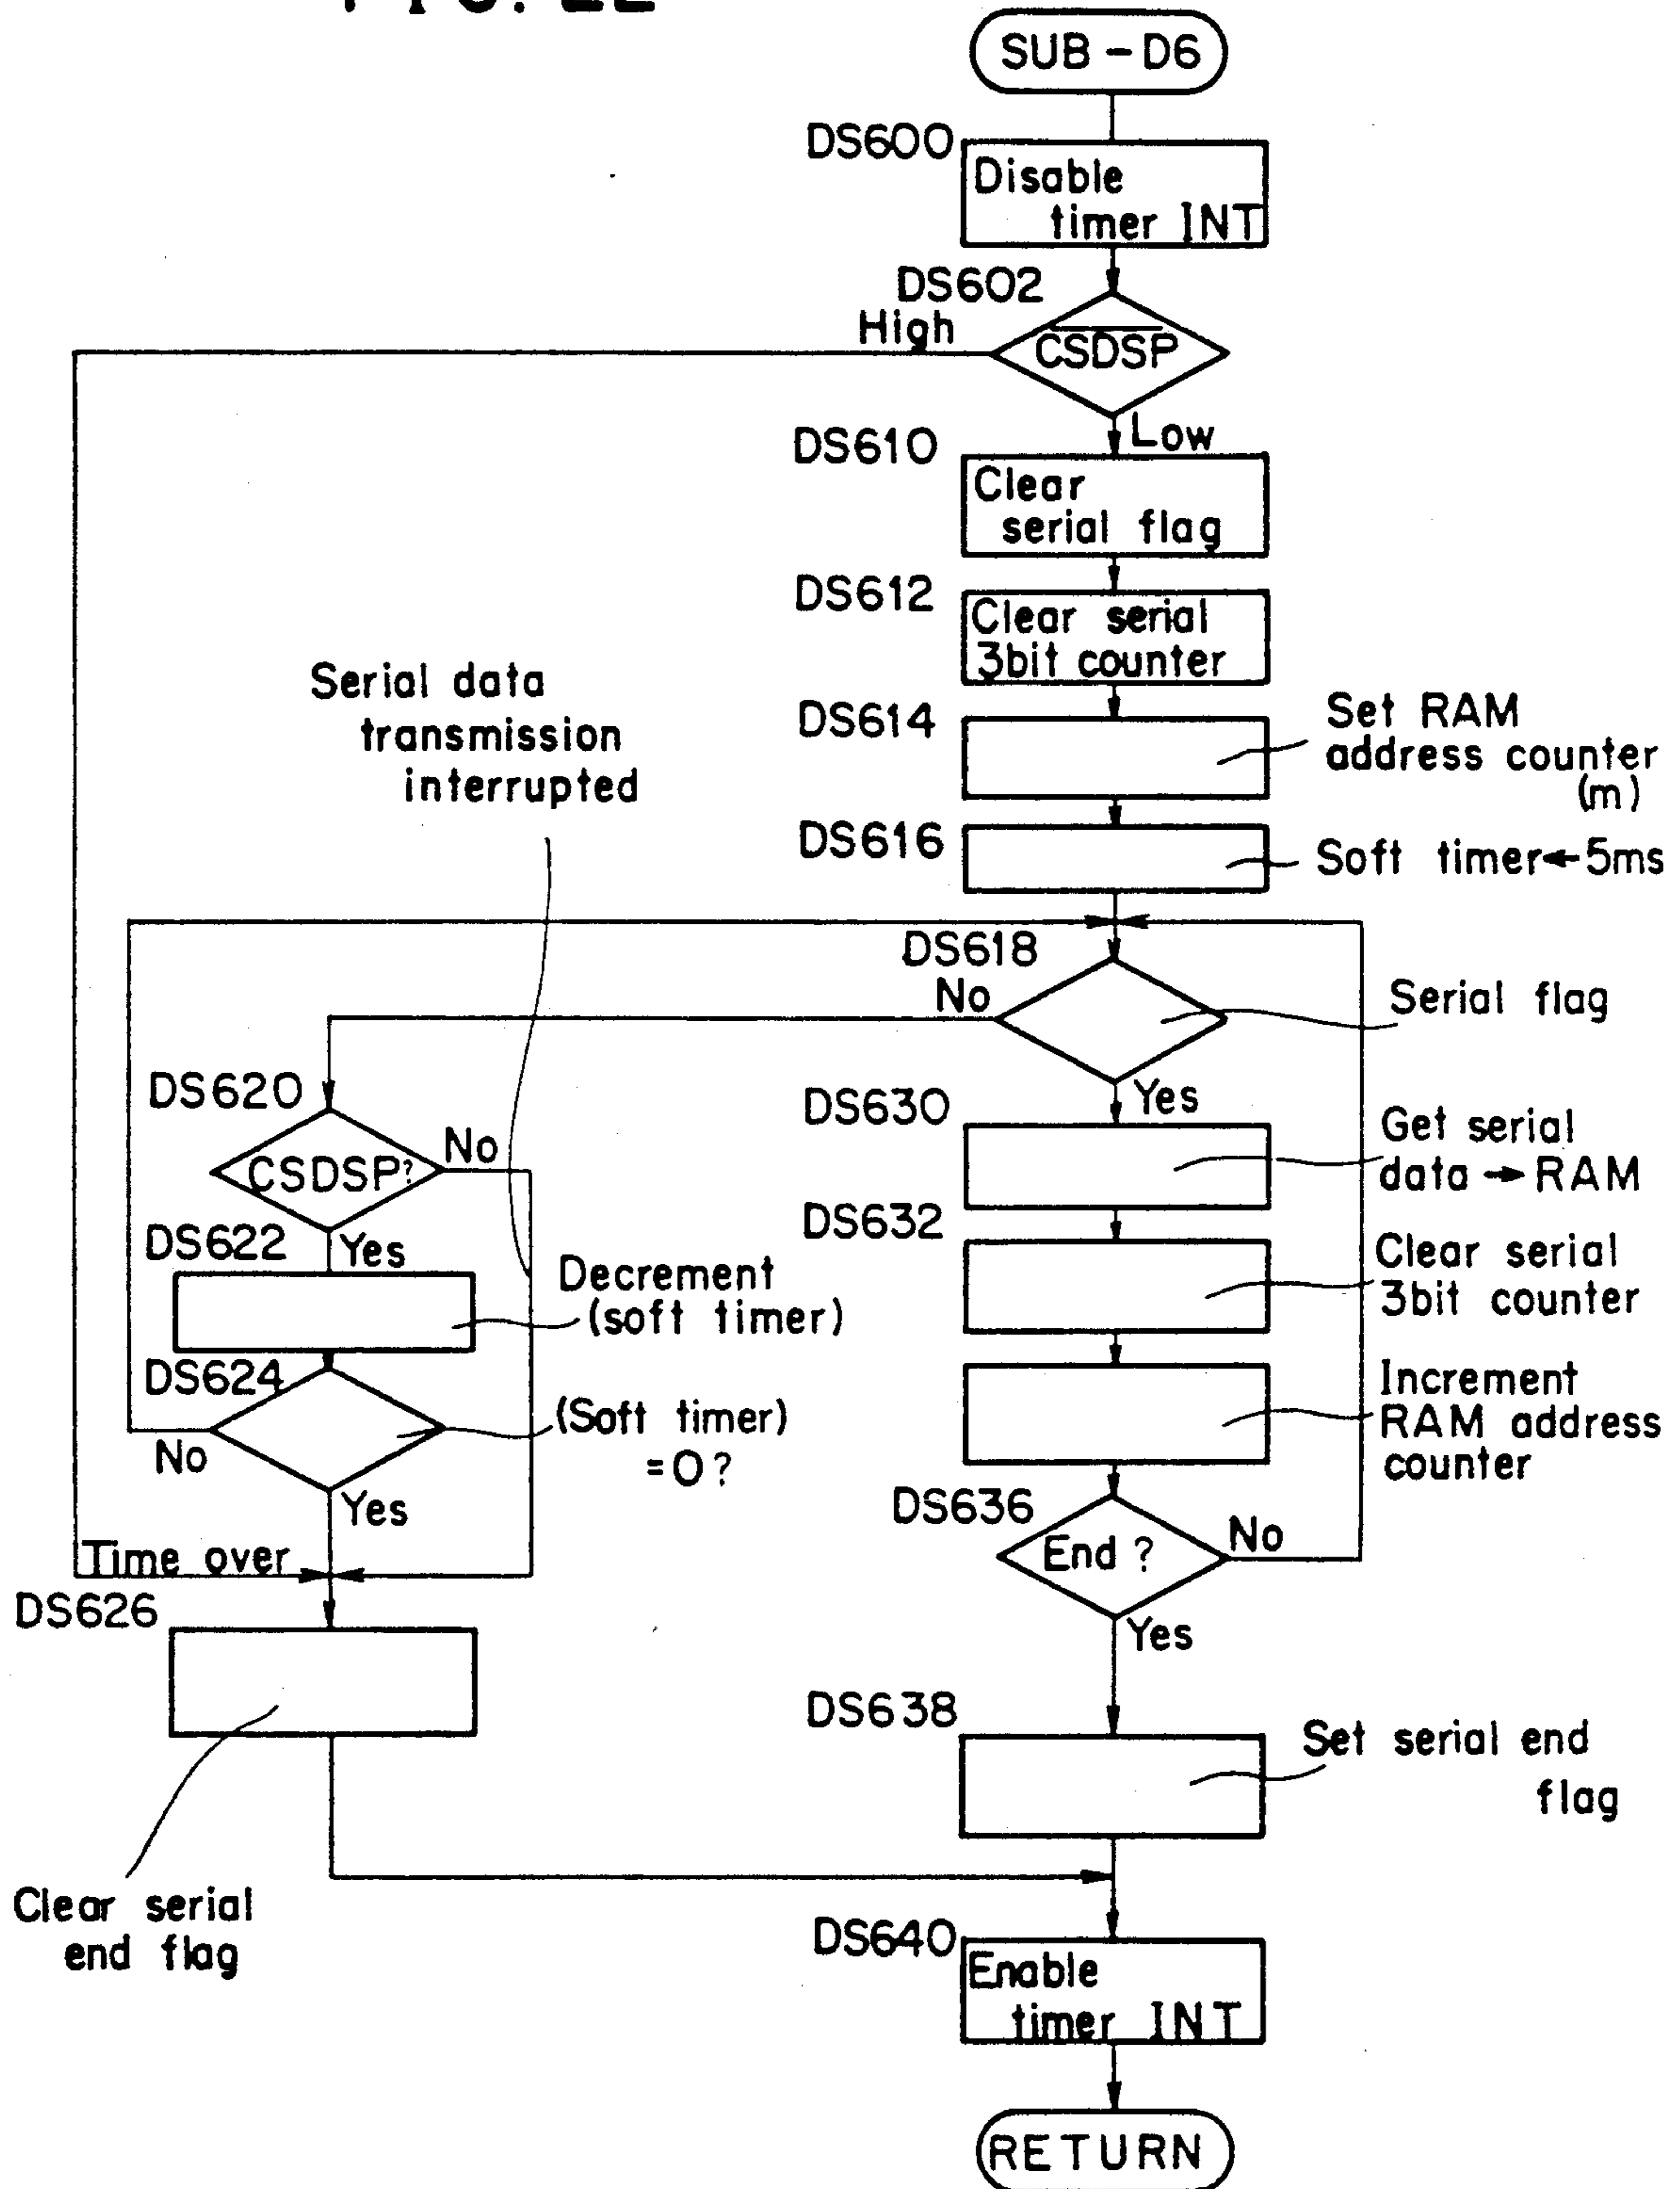 FIG. 22
SUB-D6
DS600
Disable
timer INT
DS602
High
CSDSP
Low
DS610
Clear
serial flag
DS612
Clear serial
3bit counter
Serial data
transmission
interrupted
DS614
Set RAM
address counter
(m)
DS616
Soft timer←5ms
DS618
No
Serial flag
Yes
DS620
CSDSP?
No
Yes
DS630
Get serial
data → RAM
DS622
Decrement
(soft timer)
DS632
Clear serial
3bit counter
DS624
(Soft timer)
=0?
No
Yes
Increment
RAM address
counter
DS636
End ?
No
Yes
Time over
DS626
DS638
Set serial end
flag
Clear serial
end flag
DS640
Enable
timer INT
RETURN